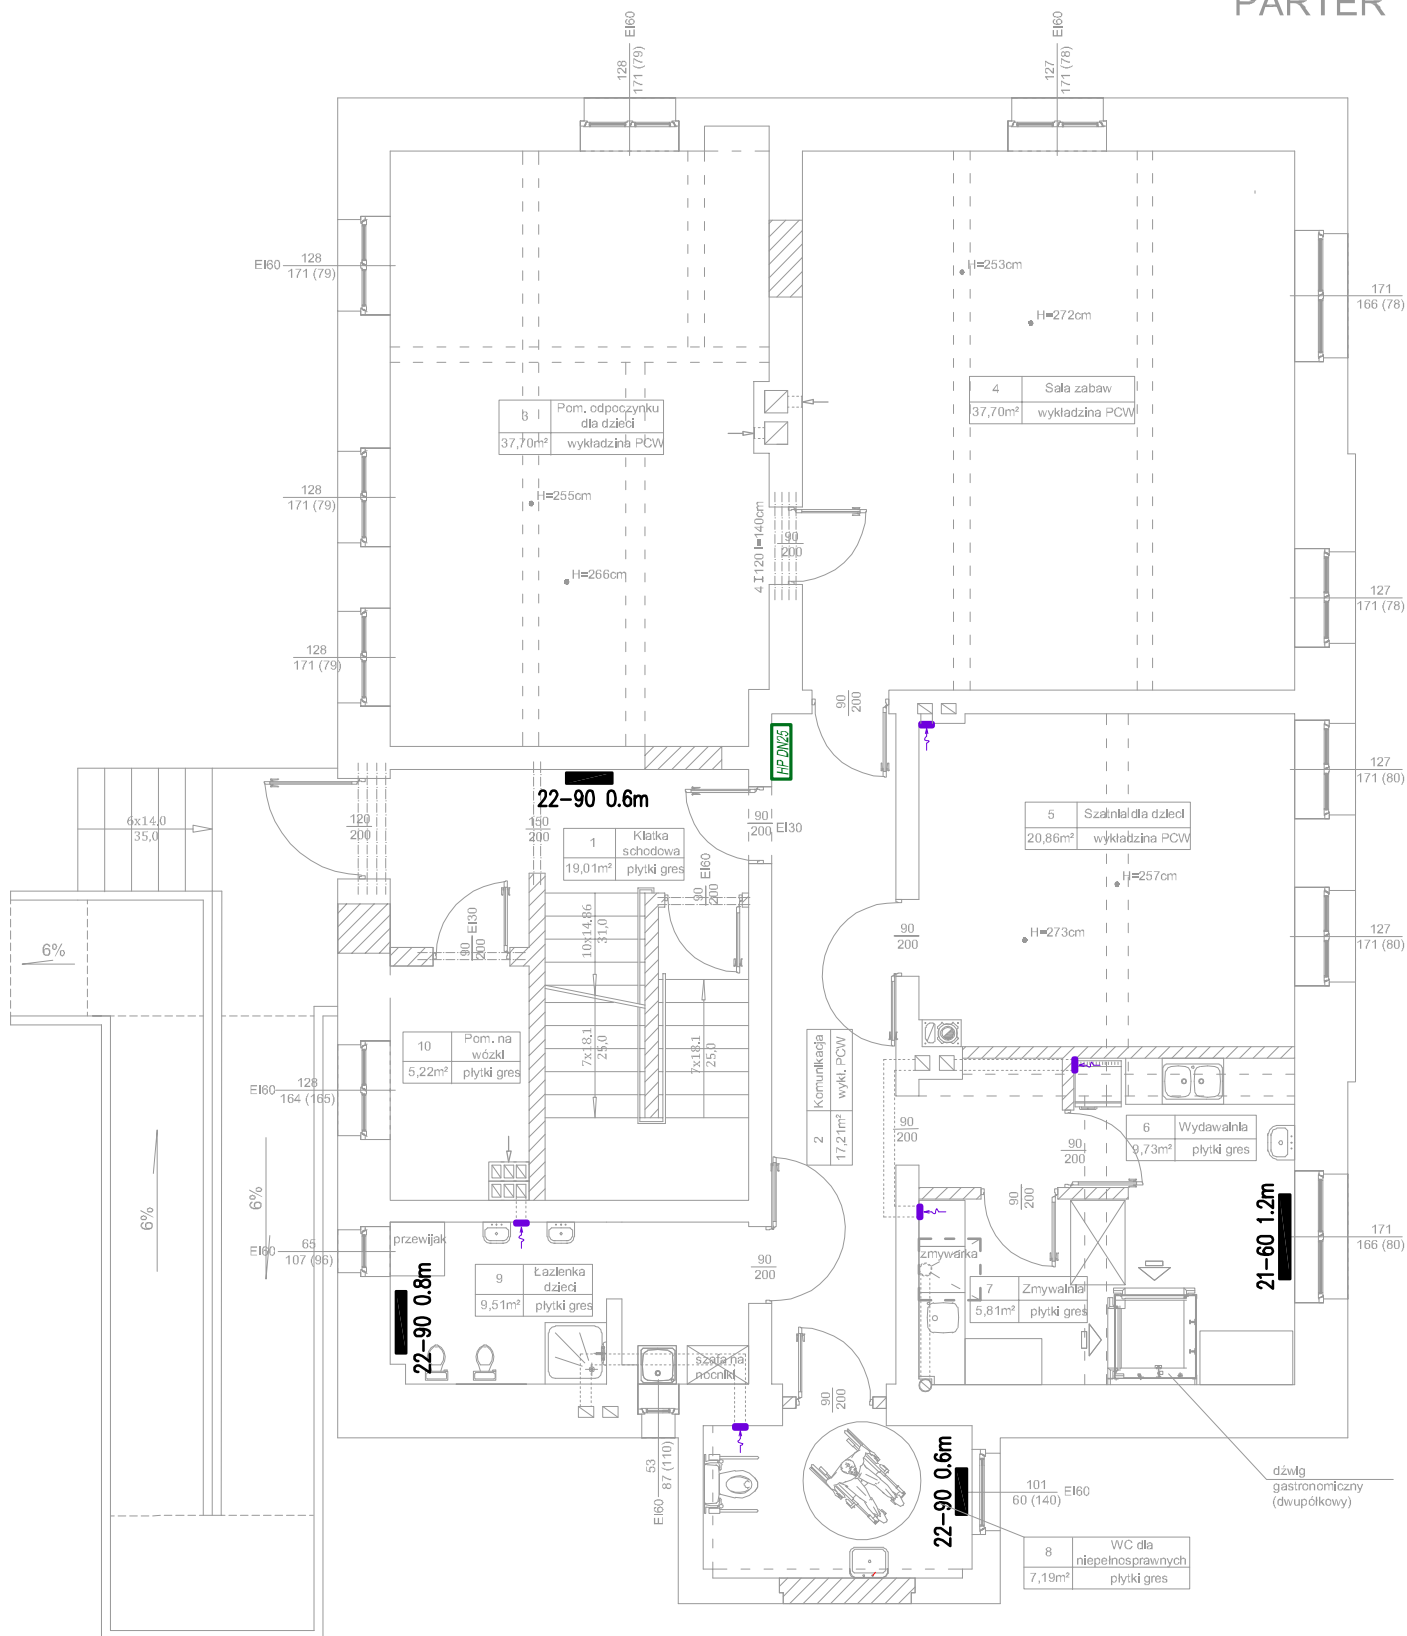 PARTER
EI60
128
171 (79)
EI60
127
171 (78)
EI60
128
171 (79)
H=253cm
H=272cm
171
166 (78)
3
Pom. odpoczynku
dla dzieci
37,70m²
wykładzina PCW
4
Sala zabaw
37,70m²
wykładzina PCW
128
171 (79)
H=255cm
H=266cm
4 I 120 l=140cm
90
200
127
171 (78)
128
171 (79)
90
200
HP DN25
22-90 0.6m
127
171 (80)
6x14,0
35,0
120
200
150
200
1
Klatka
schodowa
19,01m²
płytki gres
90
200
EI30
5
Szatnia dla dzieci
20,86m²
wykładzina PCW
H=257cm
90
200
EI60
90
200
EI30
10x14.86
31,0
90
200
H=273cm
127
171 (80)
6%
10
Pom. na
wózki
5,22m²
płytki gres
7x18.1
25,0
7x18.1
25,0
2
Komunikacja
17,21m²
wykł. PCW
EI60
128
164 (165)
90
200
90
200
6
Wydawalnia
9,73m²
płytki gres
6%
6%
90
200
21-60 1.2m
EI60
65
107 (96)
przewijak
22-90 0.8m
9
Łazienka
dzieci
9,51m²
płytki gres
90
200
zmywarka
7
Zmywalnia
5,81m²
płytki gres
171
166 (80)
szafa na
nocniki
90
200
EI60
53
87 (110)
22-90 0.6m
101
60 (140)
EI60
dźwig
gastronomiczny
(dwupółkowy)
8
WC dla
niepełnosprawnych
7,19m²
płytki gres